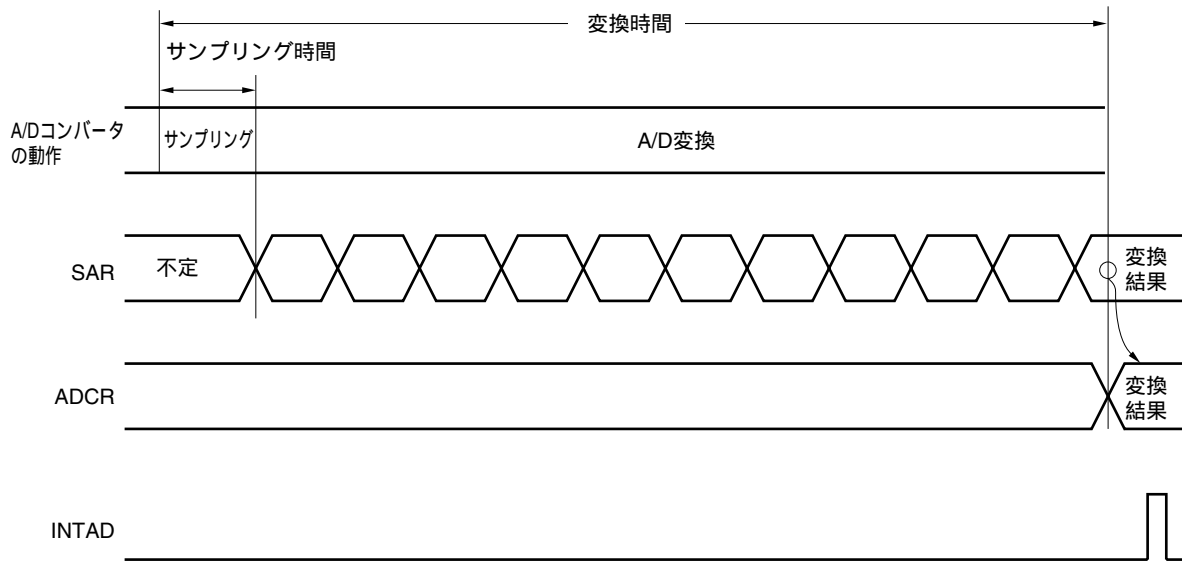 変換時間
サンプリング時間
A/Dコンバータ
の動作
サンプリング
A/D変換
SAR
不定
変換
結果
ADCR
変換
結果
INTAD